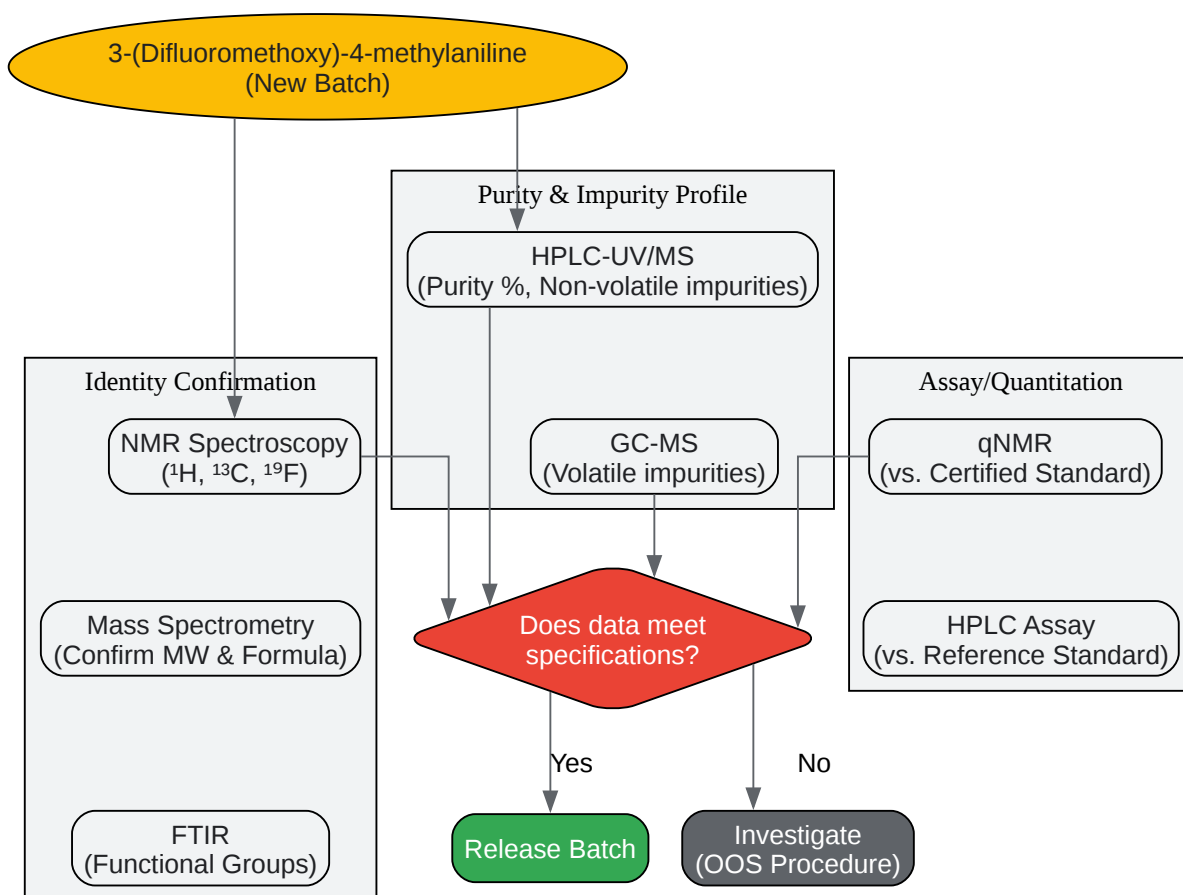 3-(Difluoromethoxy)-4-methylaniline
(New Batch)
Purity & Impurity Profile
HPLC-UV/MS
(Purity %, Non-volatile impurities)
Identity Confirmation
Assay/Quantitation
NMR Spectroscopy
(¹H, ¹³C, ¹⁹F)
GC-MS
(Volatile impurities)
qNMR
(vs. Certified Standard)
Mass Spectrometry
(Confirm MW & Formula)
Does data meet
specifications?
HPLC Assay
(vs. Reference Standard)
Yes
No
FTIR
(Functional Groups)
Release Batch
Investigate
(OOS Procedure)